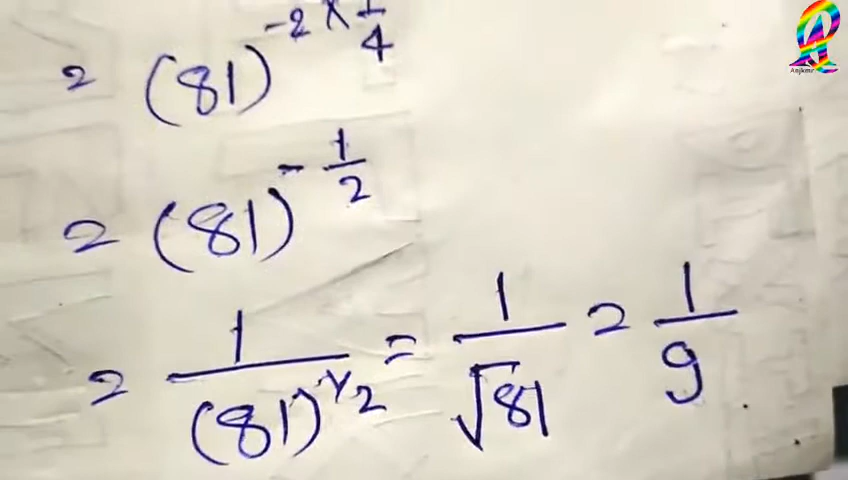 = (81)^{-2 × 1/4}
= (81)^{-1/2}
= 1/(81)^{1/2} = 1/√81 = 1/9